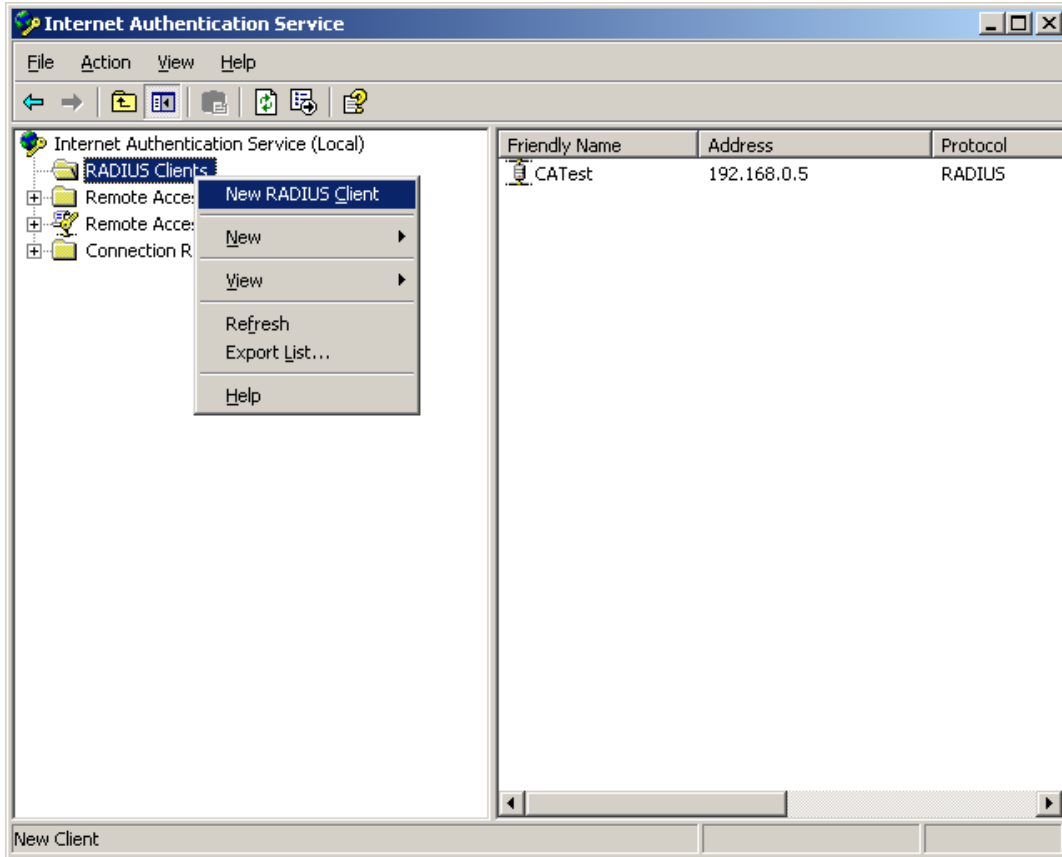 Internet Authentication Service
File Action View Help
Internet Authentication Service (Local)
RADIUS Clients
Remote Acce
Remote Acce
Connection R
New RADIUS Client
New
View
Refresh
Export List...
Help
Friendly Name Address Protocol
CATest 192.168.0.5 RADIUS
New Client